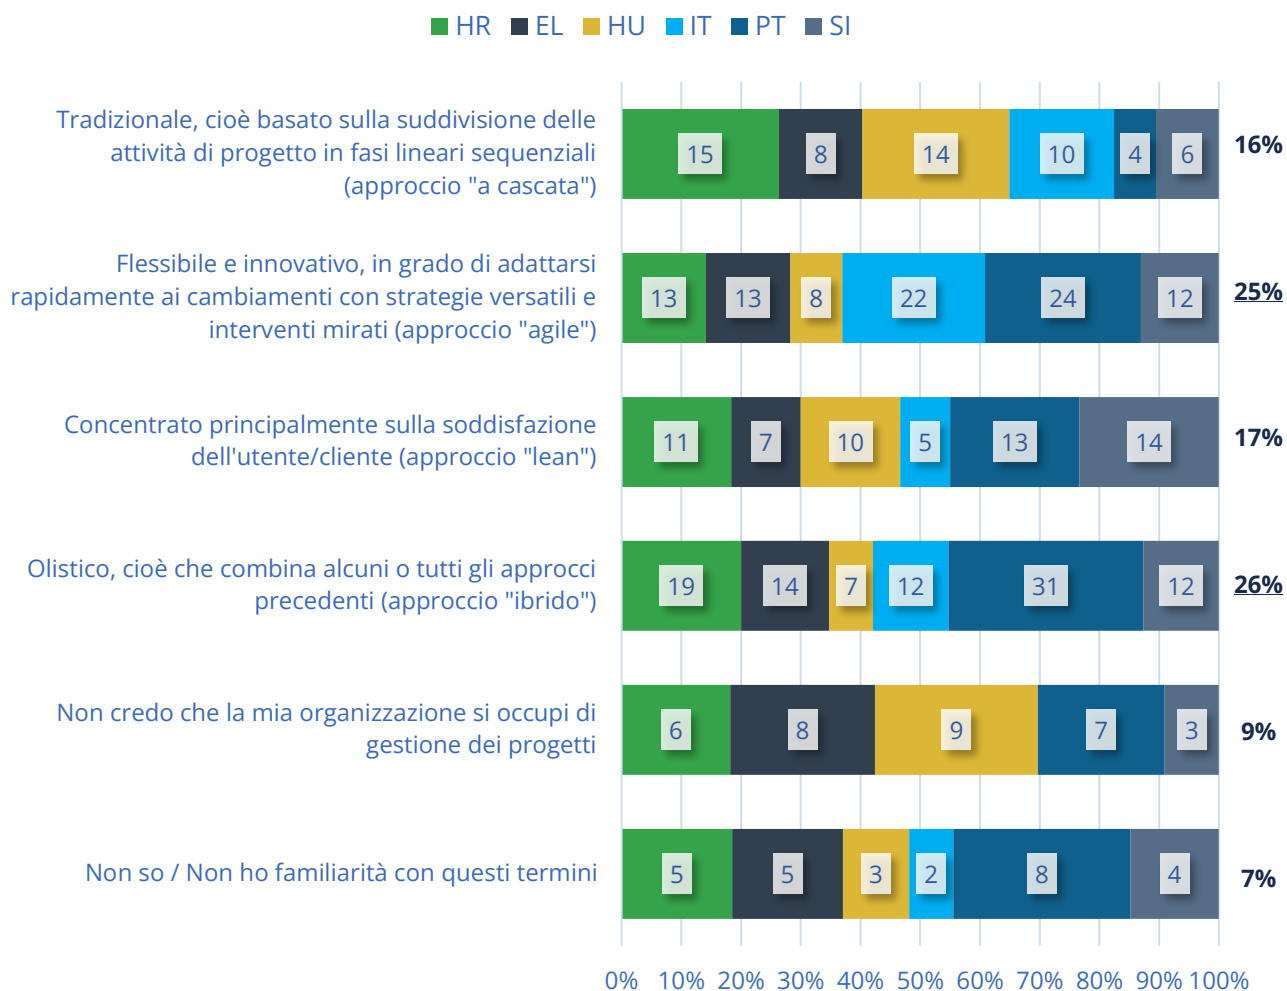 HR EL HU IT PT SI
Tradizionale, cioè basato sulla suddivisione delle
attività di progetto in fasi lineari sequenziali
(approccio "a cascata")
15 8 14 10 4 6
16%
Flessibile e innovativo, in grado di adattarsi
rapidamente ai cambiamenti con strategie versatili e
interventi mirati (approccio "agile")
13 13 8 22 24 12
25%
Concentrato principalmente sulla soddisfazione
dell'utente/cliente (approccio "lean")
11 7 10 5 13 14
17%
Olistico, cioè che combina alcuni o tutti gli approcci
precedenti (approccio "ibrido")
19 14 7 12 31 12
26%
Non credo che la mia organizzazione si occupi di
gestione dei progetti
6 8 9 7 3
9%
Non so / Non ho familiarità con questi termini
5 5 3 2 8 4
7%
0% 10% 20% 30% 40% 50% 60% 70% 80% 90% 100%